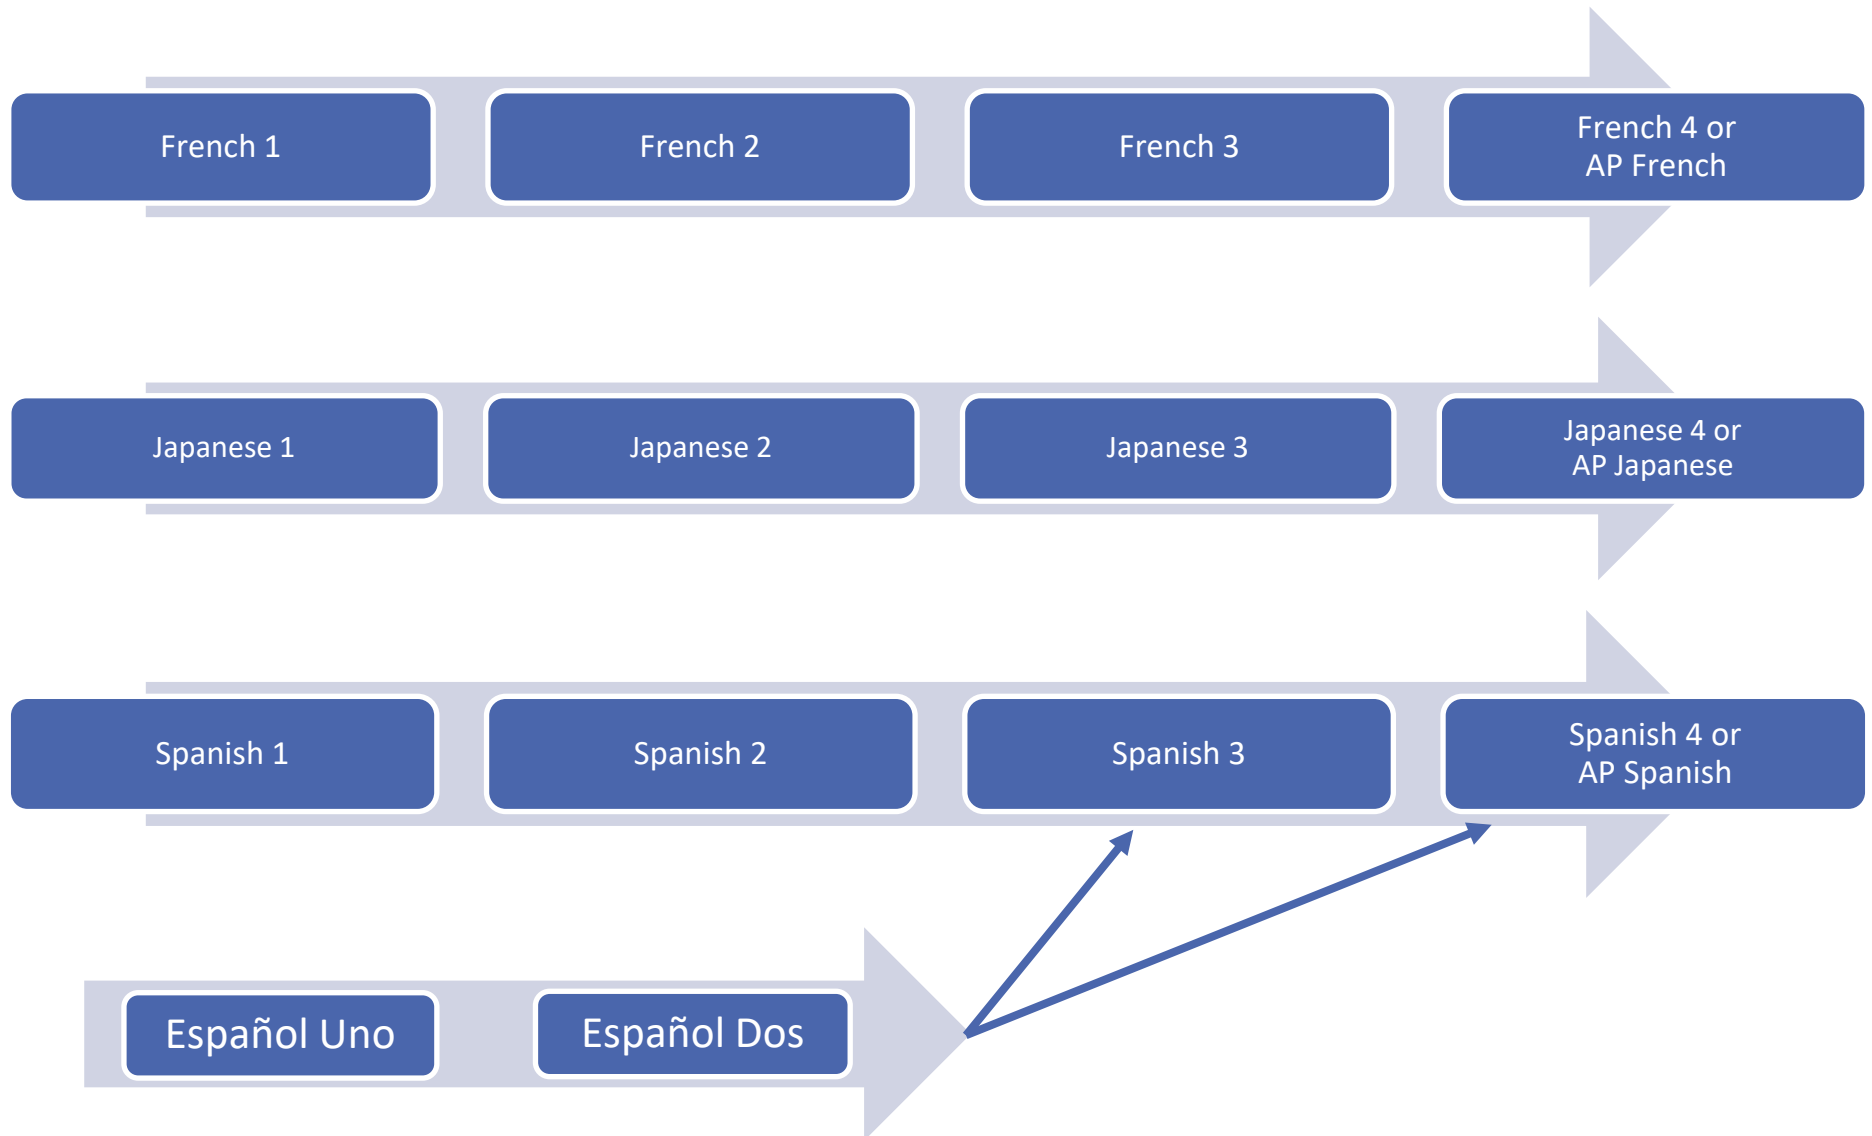 French 1
French 2
French 3
French 4 or
AP French
Japanese 1
Japanese 2
Japanese 3
Japanese 4 or
AP Japanese
Spanish 1
Spanish 2
Spanish 3
Spanish 4 or
AP Spanish
Español Uno
Español Dos